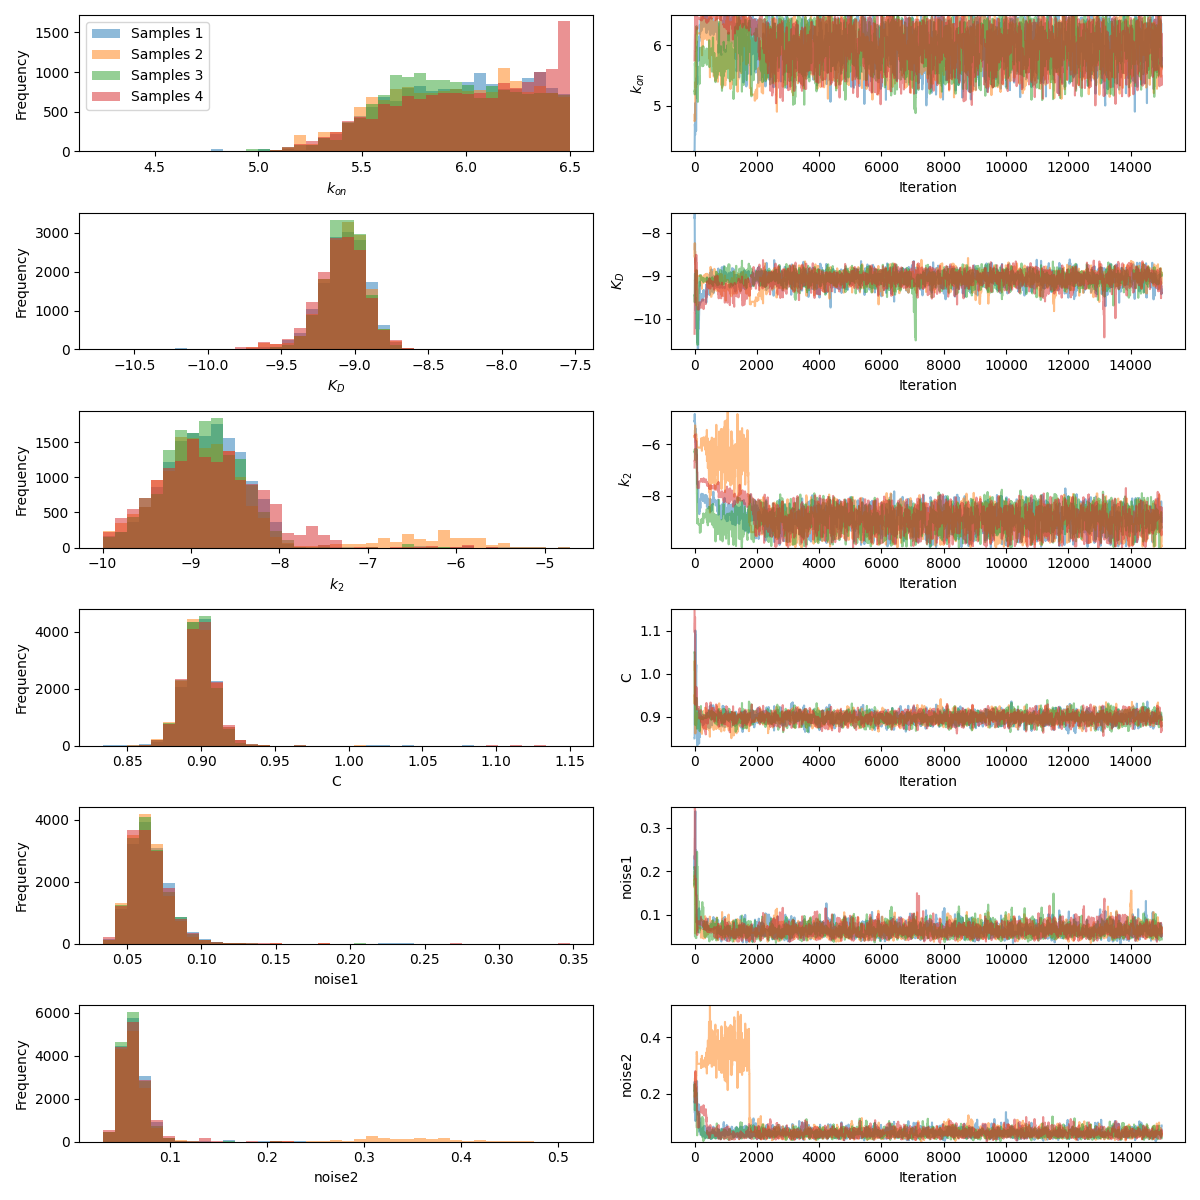 1500
1000
500
0
Frequency
Samples 1
Samples 2
Samples 3
Samples 4
4.5 5.0 5.5 6.0 6.5
k_on
6
5
k_on
0 2000 4000 6000 8000 10000 12000 14000
Iteration
3000
2000
1000
0
Frequency
−10.5 −10.0 −9.5 −9.0 −8.5 −8.0 −7.5
K_D
−8
−9
−10
K_D
0 2000 4000 6000 8000 10000 12000 14000
Iteration
1500
1000
500
0
Frequency
−10 −9 −8 −7 −6 −5
k_2
−6
−8
k_2
0 2000 4000 6000 8000 10000 12000 14000
Iteration
4000
2000
0
Frequency
0.85 0.90 0.95 1.00 1.05 1.10 1.15
C
1.1
1.0
0.9
C
0 2000 4000 6000 8000 10000 12000 14000
Iteration
4000
2000
0
Frequency
0.05 0.10 0.15 0.20 0.25 0.30 0.35
noise1
0.3
0.2
0.1
noise1
0 2000 4000 6000 8000 10000 12000 14000
Iteration
6000
4000
2000
0
Frequency
0.1 0.2 0.3 0.4 0.5
noise2
0.4
0.2
noise2
0 2000 4000 6000 8000 10000 12000 14000
Iteration